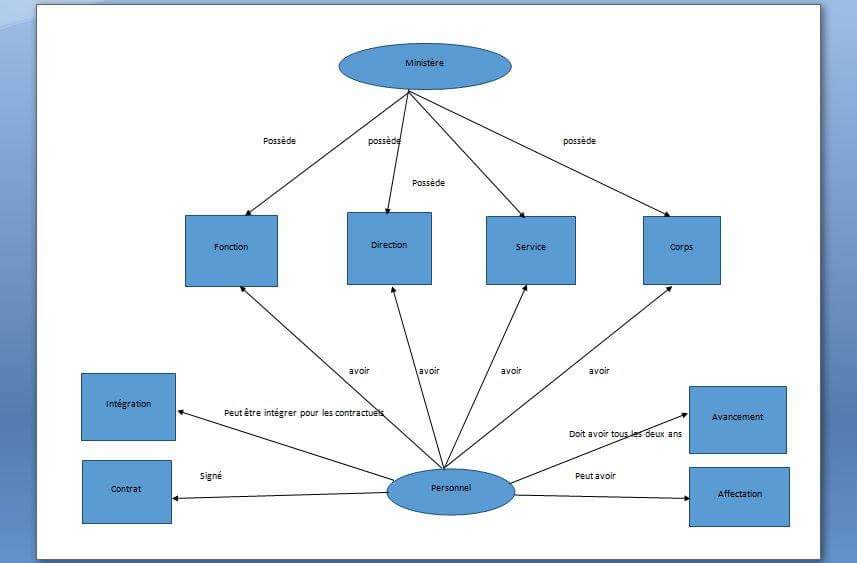 Ministère
Possède
possède
possède
Possède
Fonction
Direction
Service
Corps
avoir
avoir
avoir
avoir
Intégration
Peut être intégrer pour les contractuels
Avancement
Doit avoir tous les deux ans
Signé
Peut avoir
Contrat
Personnel
Affectation